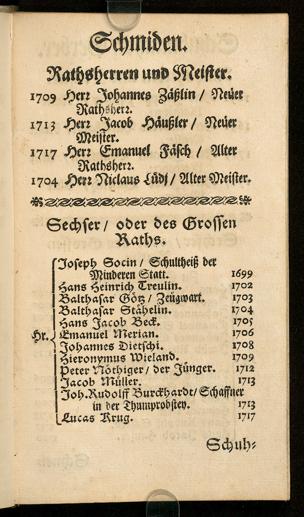 Schmiden.
Rathsherren und Meister.
1709 Herr Johannes Zäßlin / Neüer
Rathsherr.
1713 Herr Jacob Häußler / Neüer
Meister.
1717 Herr Emanuel Fäsch / Alter
Rathsherr.
1704 Herr Niclaus Lüdj / Alter Meister.
Sechser / oder des Grossen
Raths.
Joseph Socin / Schultheiß der
Minderen Statt. 1699
Hans Heinrich Treulin. 1702
Balthasar Götz / Zeügwart. 1703
Balthasar Stähelin. 1704
Hans Jacob Beck. 1705
Hr. Emanuel Merian. 1706
Johannes Dietschi. 1708
Hieronymus Wieland. 1709
Peter Nöthiger / der Jünger. 1712
Jacob Müller. 1713
Joh. Rudolff Burckhardt / Schaffner
in der Thumprobstey. 1713
Lucas Krug. 1717
Schuh-